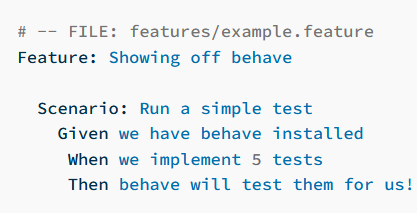 # -- FILE: features/example.feature
Feature: Showing off behave
Scenario: Run a simple test
Given we have behave installed
When we implement 5 tests
Then behave will test them for us!